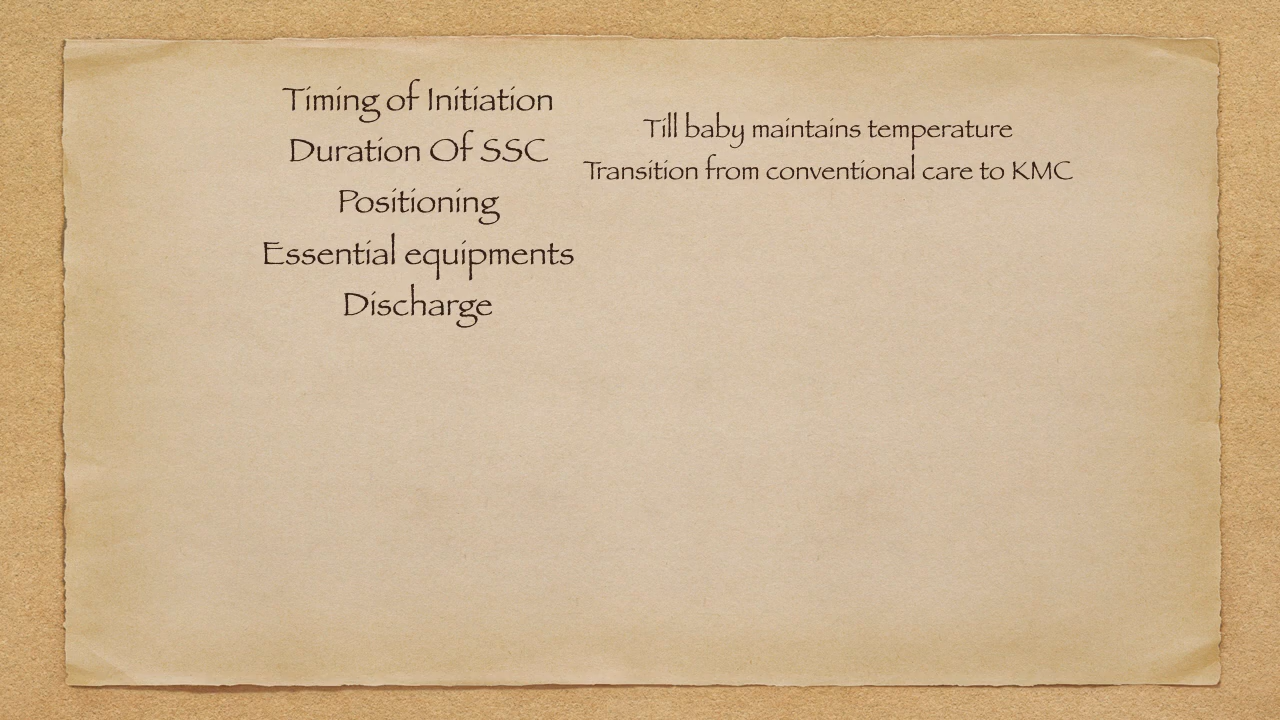 Timing of Initiation
Duration Of SSC
Positioning
Essential equipments
Discharge
Till baby maintains temperature
Transition from conventional care to KMC